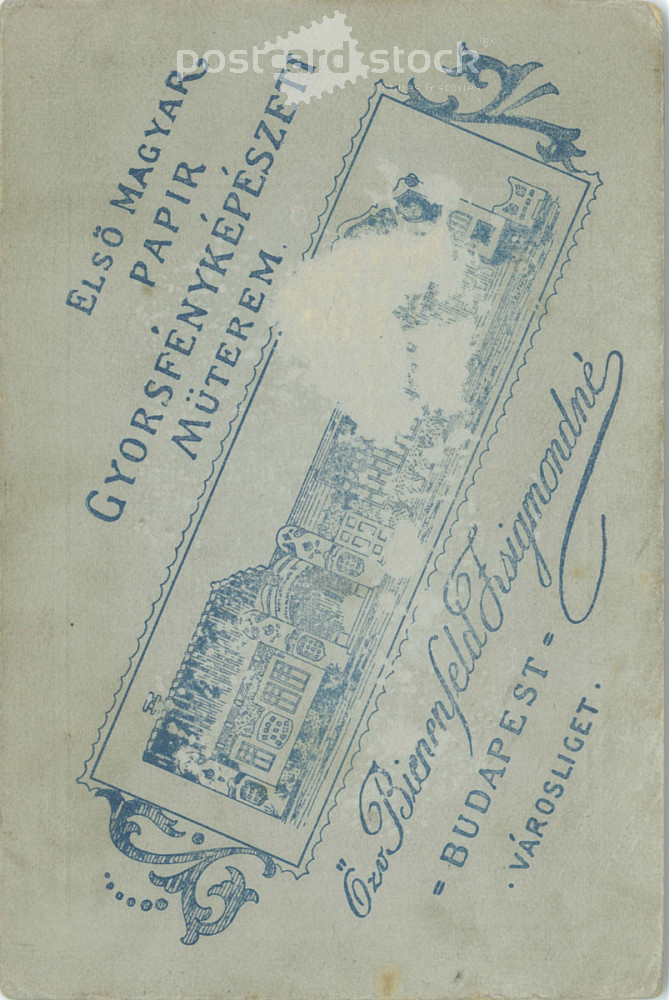 postcard stock
ELSŐ MAGYAR
PAPIR
GYORSFÉNYKÉPÉSZETI
MŰTEREM.
Özv. Bienenfeld Zsigmondné
= BUDAPEST =
· VÁROSLIGET ·